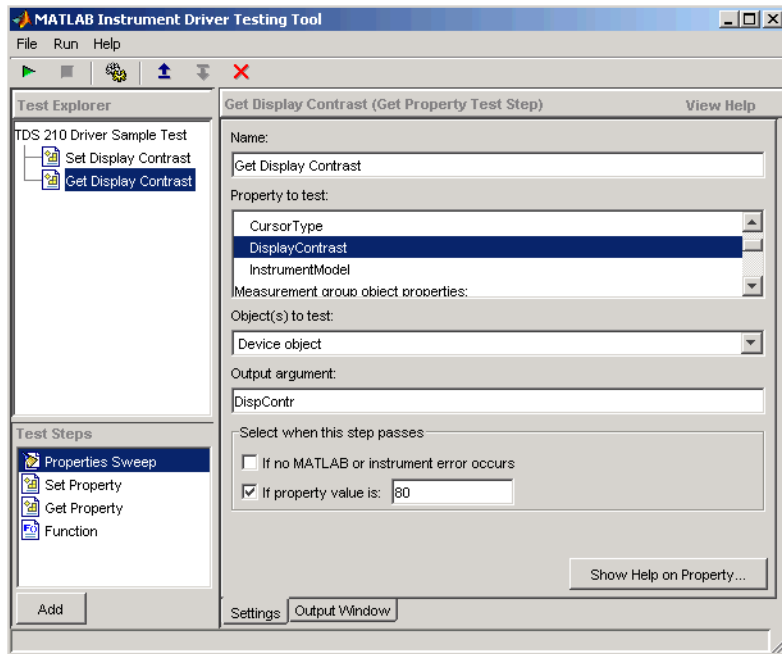 MATLAB Instrument Driver Testing Tool
File Run Help
Test Explorer
TDS 210 Driver Sample Test
Set Display Contrast
Get Display Contrast
Test Steps
Properties Sweep
Set Property
Get Property
Function
Add
Get Display Contrast (Get Property Test Step) View Help
Name:
Get Display Contrast
Property to test:
CursorType
DisplayContrast
InstrumentModel
Measurement group object properties:
Object(s) to test:
Device object
Output argument:
DispContr
Select when this step passes
If no MATLAB or instrument error occurs
If property value is: 80
Show Help on Property...
Settings Output Window